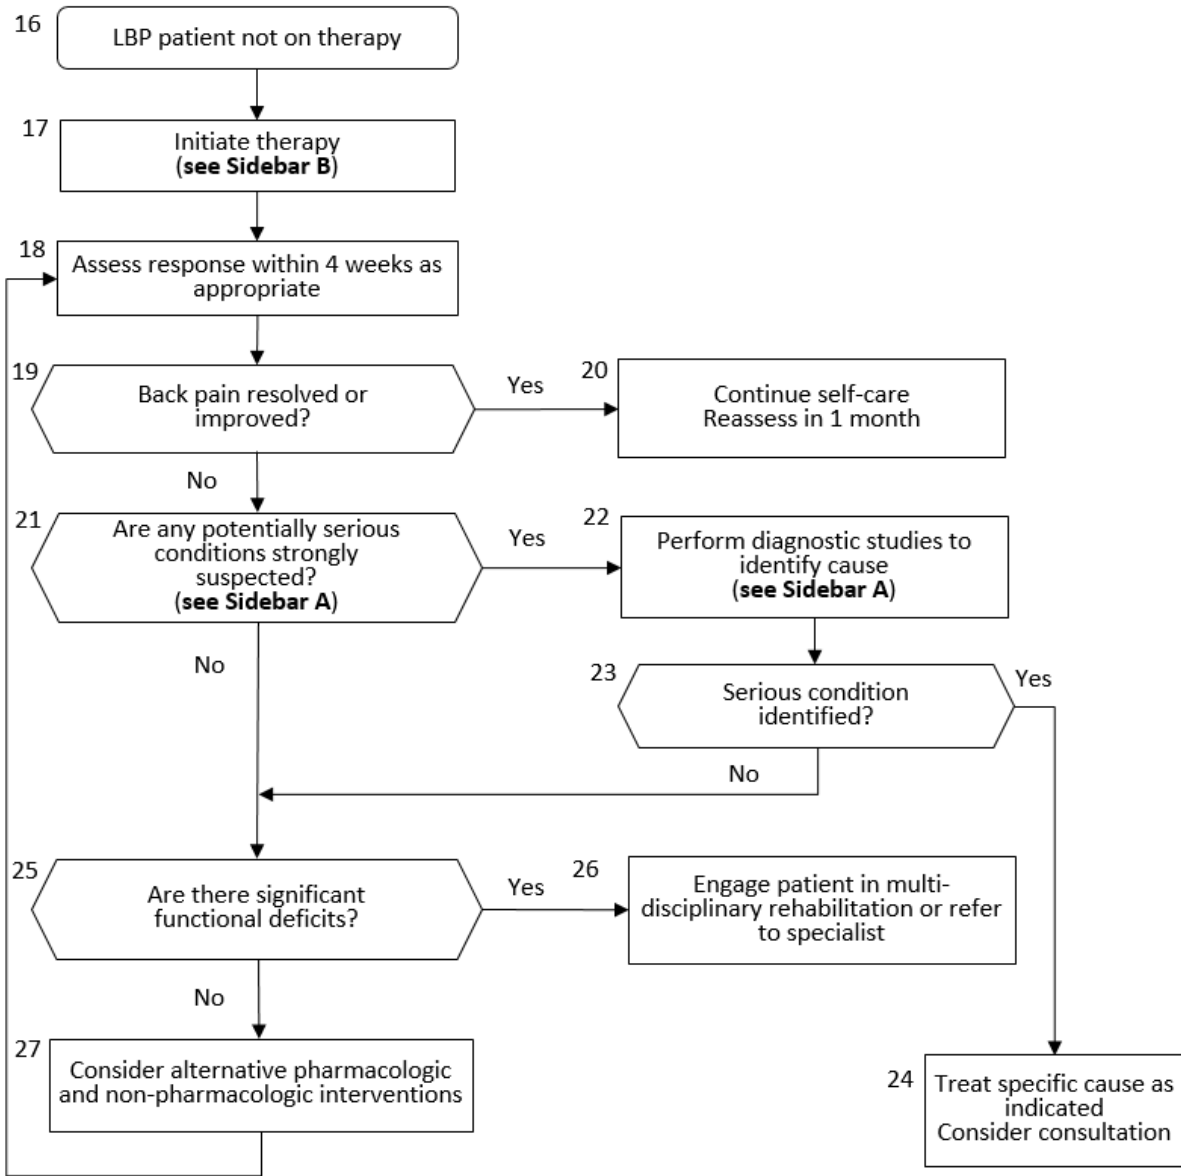 16
LBP patient not on therapy
17
Initiate therapy
(see Sidebar B)
18
Assess response within 4 weeks as
appropriate
19
Back pain resolved or
improved?
Yes
20
Continue self-care
Reassess in 1 month
No
21
Are any potentially serious
conditions strongly
suspected?
(see Sidebar A)
Yes
22
Perform diagnostic studies to
identify cause
(see Sidebar A)
No
23
Serious condition
identified?
Yes
No
25
Are there significant
functional deficits?
Yes
26
Engage patient in multi-
disciplinary rehabilitation or refer
to specialist
No
27
Consider alternative pharmacologic
and non-pharmacologic interventions
24
Treat specific cause as
indicated
Consider consultation